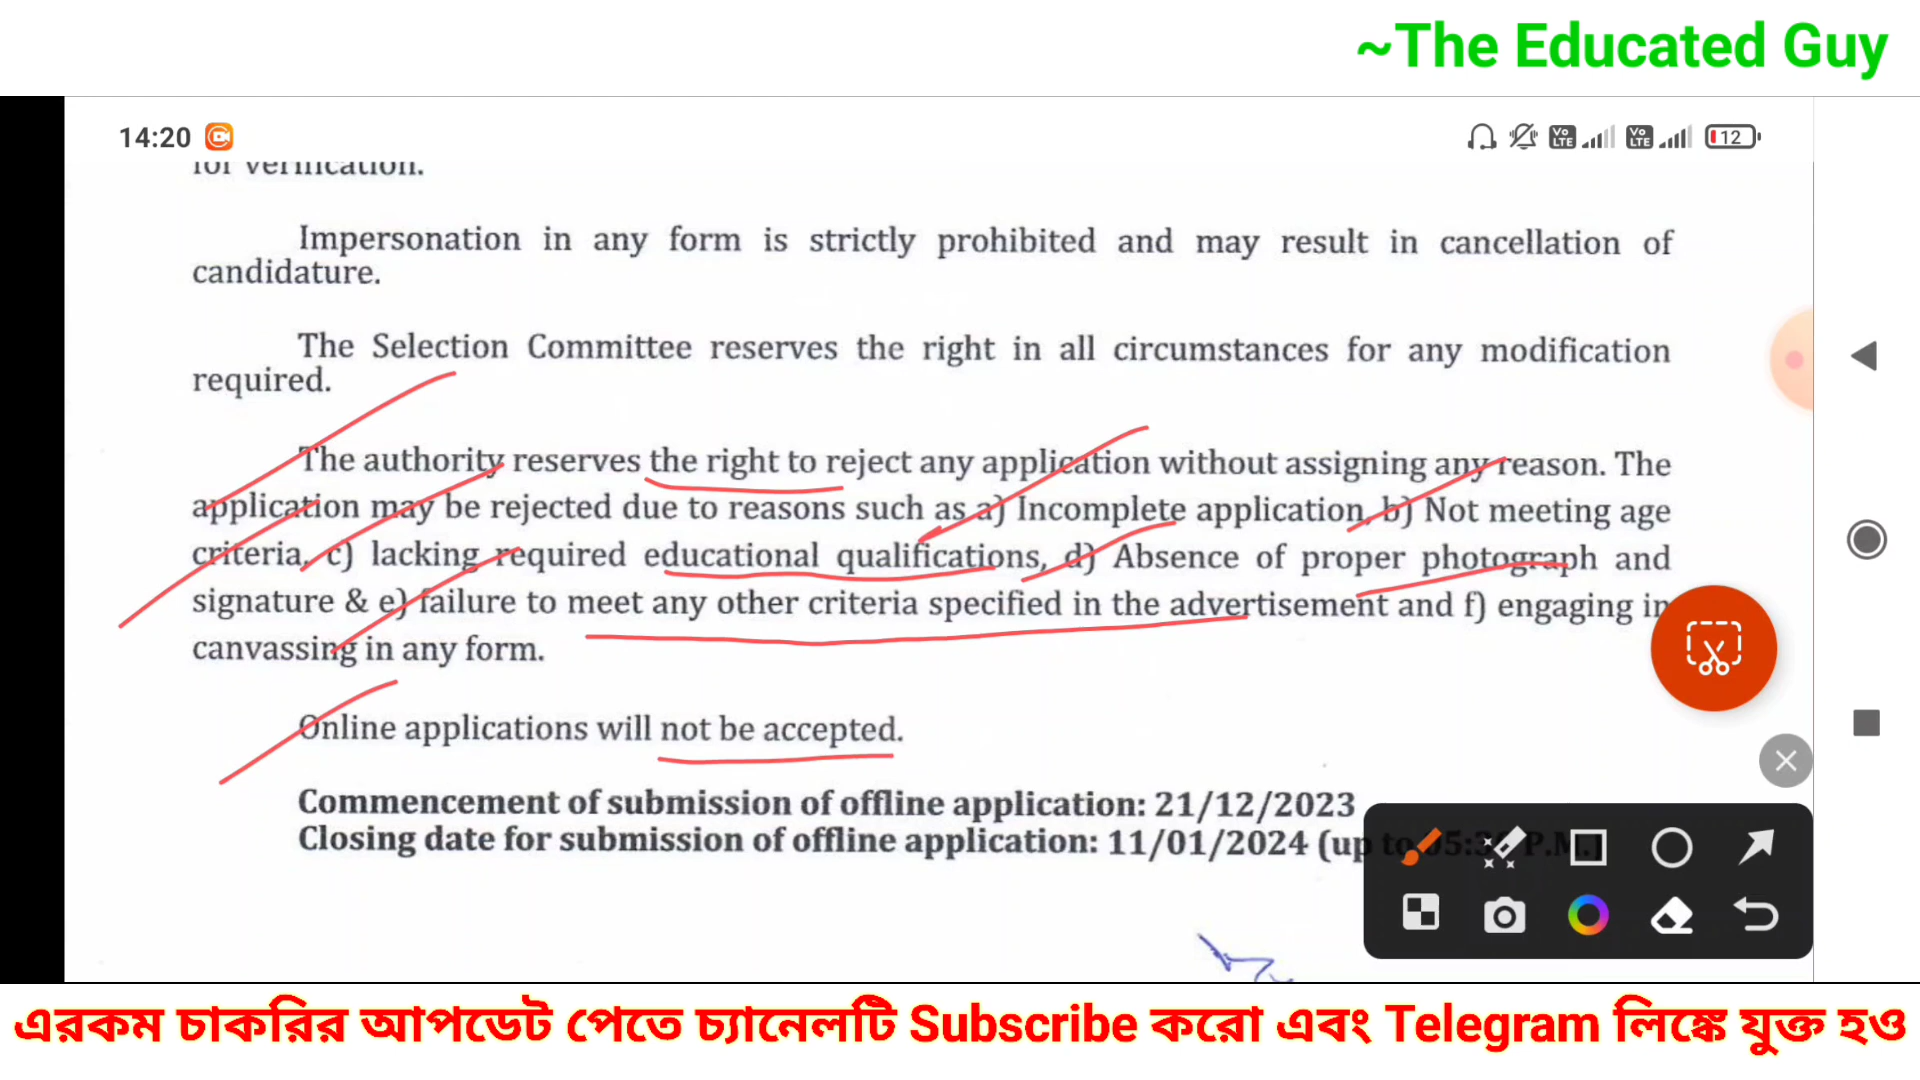 ~The Educated Guy
14:20
Vo LTE Vo LTE 12
for verification.
Impersonation in any form is strictly prohibited and may result in cancellation of
candidature.
The Selection Committee reserves the right in all circumstances for any modification
required.
The authority reserves the right to reject any application without assigning any reason. The
application may be rejected due to reasons such as a) Incomplete application, b) Not meeting age
criteria, c) lacking required educational qualifications, d) Absence of proper photograph and
signature & e) failure to meet any other criteria specified in the advertisement and f) engaging in
canvassing in any form.
Online applications will not be accepted.
Commencement of submission of offline application: 21/12/2023
Closing date for submission of offline application: 11/01/2024 (up to P.M.)
এরকম চাকরির আপডেট পেতে চ্যানেলটি Subscribe করো এবং Telegram লিঙ্কে যুক্ত হও